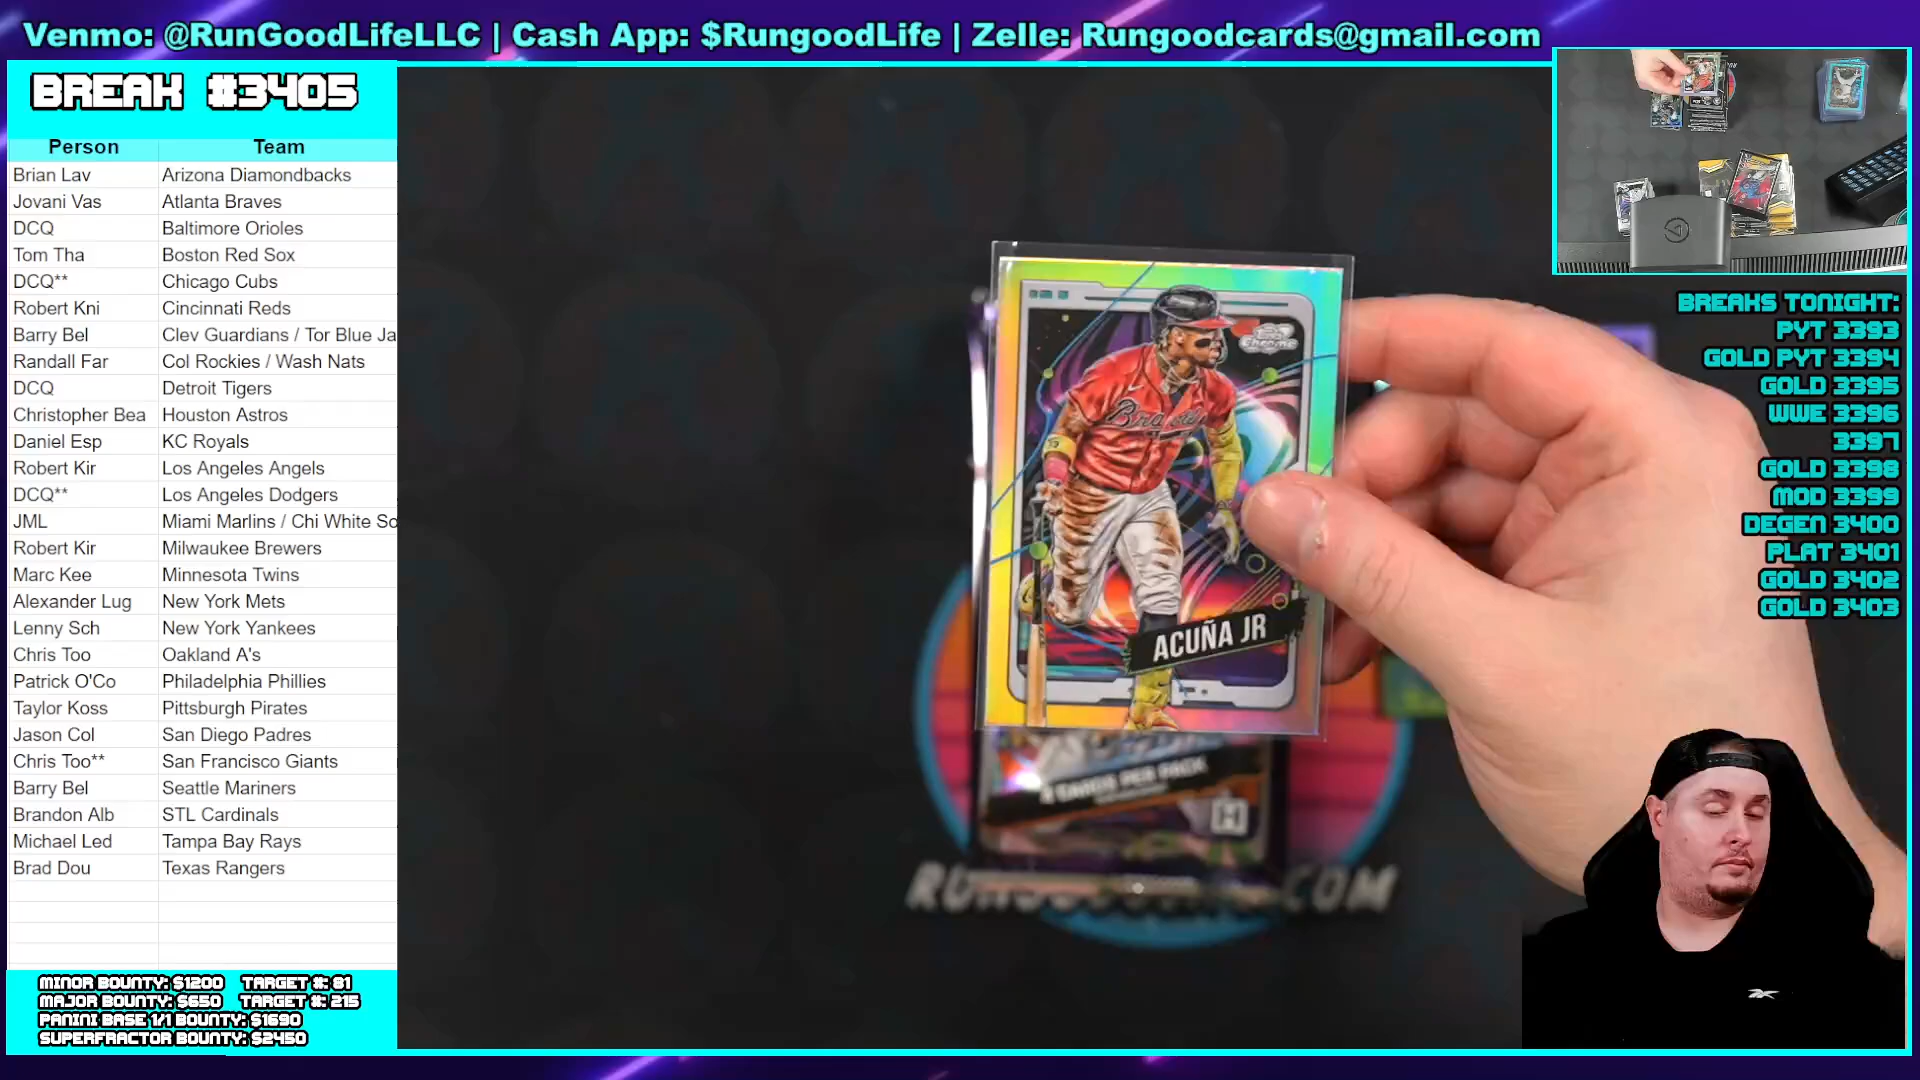 Venmo: @RunGoodLifeLLC | Cash App: $RungoodLife | Zelle: Rungoodcards@gmail.com
BREAK #3405
Person Team
Brian Lav Arizona Diamondbacks
Jovani Vas Atlanta Braves
DCQ Baltimore Orioles
Tom Tha Boston Red Sox
DCQ** Chicago Cubs
Robert Kni Cincinnati Reds
Barry Bel Clev Guardians / Tor Blue Ja
Randall Far Col Rockies / Wash Nats
DCQ Detroit Tigers
Christopher Bea Houston Astros
Daniel Esp KC Royals
Robert Kir Los Angeles Angels
DCQ** Los Angeles Dodgers
JML Miami Marlins / Chi White So
Robert Kir Milwaukee Brewers
Marc Kee Minnesota Twins
Alexander Lug New York Mets
Lenny Sch New York Yankees
Chris Too Oakland A's
Patrick O'Co Philadelphia Phillies
Taylor Koss Pittsburgh Pirates
Jason Col San Diego Padres
Chris Too** San Francisco Giants
Barry Bel Seattle Mariners
Brandon Alb STL Cardinals
Michael Led Tampa Bay Rays
Brad Dou Texas Rangers
MINOR BOUNTY: $1200 TARGET #: 81
MAJOR BOUNTY: $650 TARGET #: 215
PANINI BASE 1/1 BOUNTY: $1690
SUPERFRACTOR BOUNTY: $2450
Chrome
Braves
ACUÑA JR
CARDS PER PACK
.COM
BREAKS TONIGHT:
PYT 3393
GOLD PYT 3394
GOLD 3395
WWE 3396
3397
GOLD 3398
MOD 3399
DEGEN 3400
PLAT 3401
GOLD 3402
GOLD 3403